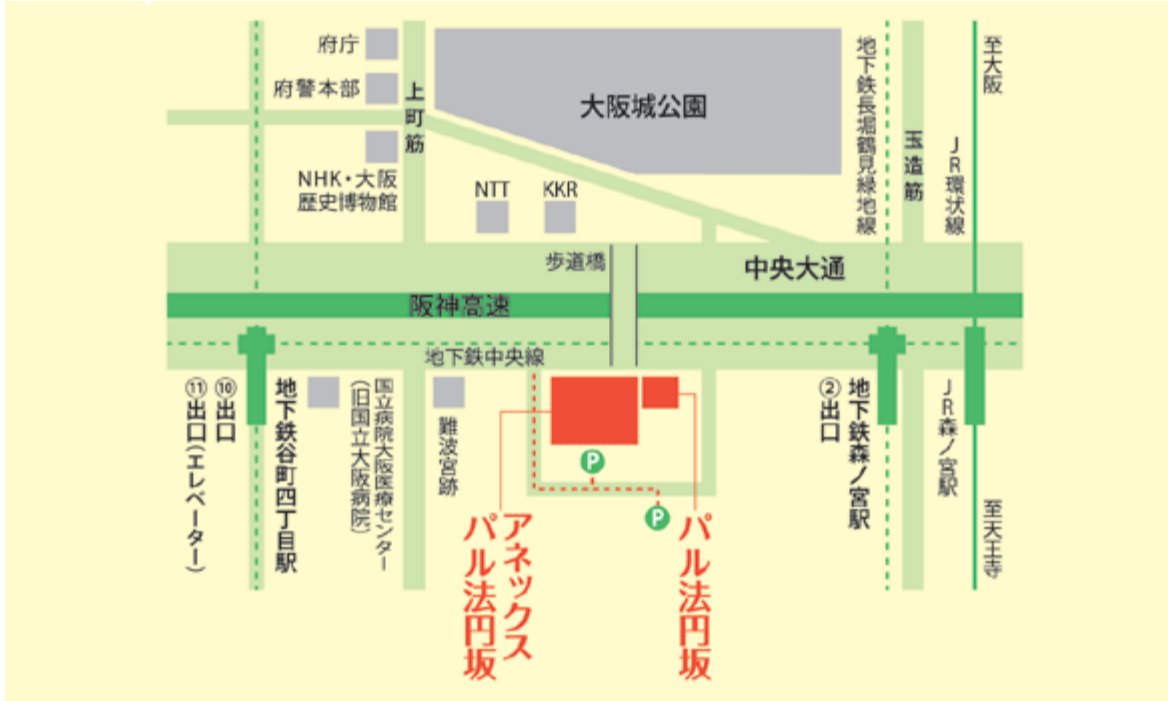 府庁
府警本部
上町筋
NHK・大阪
歴史博物館
NTT
KKR
大阪城公園
地下鉄長堀鶴見緑地線
玉造筋
JR環状線
至大阪
歩道橋
中央大通
阪神高速
地下鉄中央線
⑪出口(エレベーター)
⑩出口
地下鉄谷町四丁目駅
国立病院大阪医療センター
(旧国立大阪病院)
難波宮跡
P
P
アネックス
パル法円坂
パル法円坂
②出口
地下鉄森ノ宮駅
JR森ノ宮駅
至天王寺